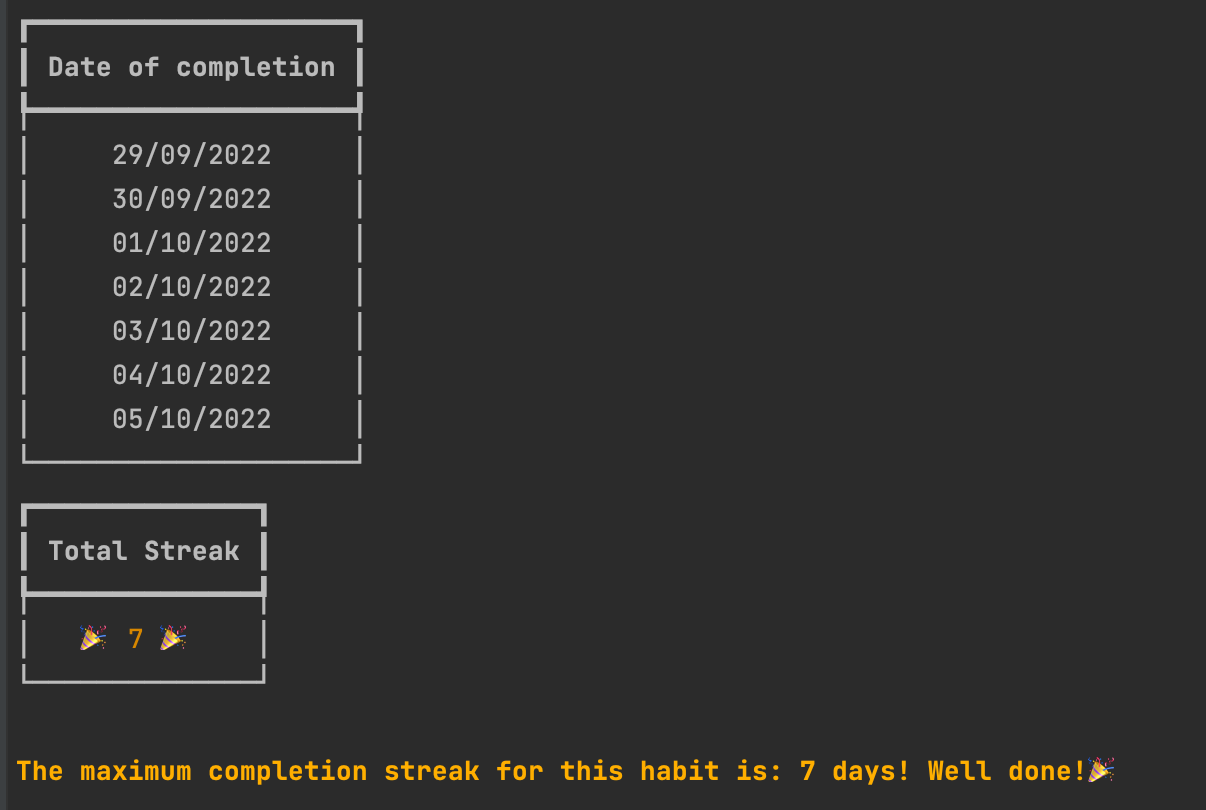 Date of completion
29/09/2022
30/09/2022
01/10/2022
02/10/2022
03/10/2022
04/10/2022
05/10/2022
Total Streak
🎉 7 🎉
The maximum completion streak for this habit is: 7 days! Well done!🎉